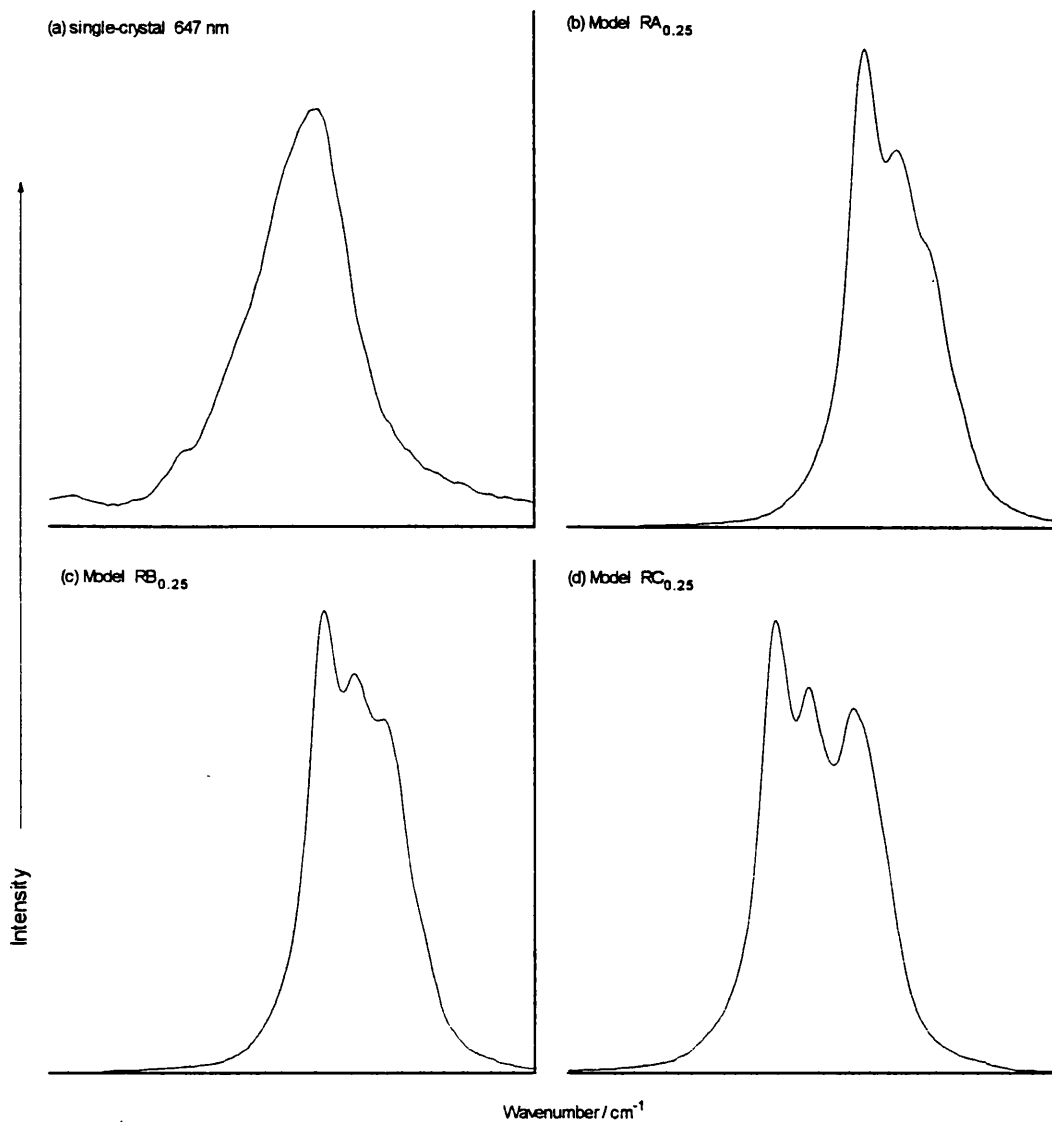 (a) single-crystal 647 nm
(b) Model RA0.25
(c) Model RB0.25
(d) Model RC0.25
Intensity
Wavenumber / cm-1